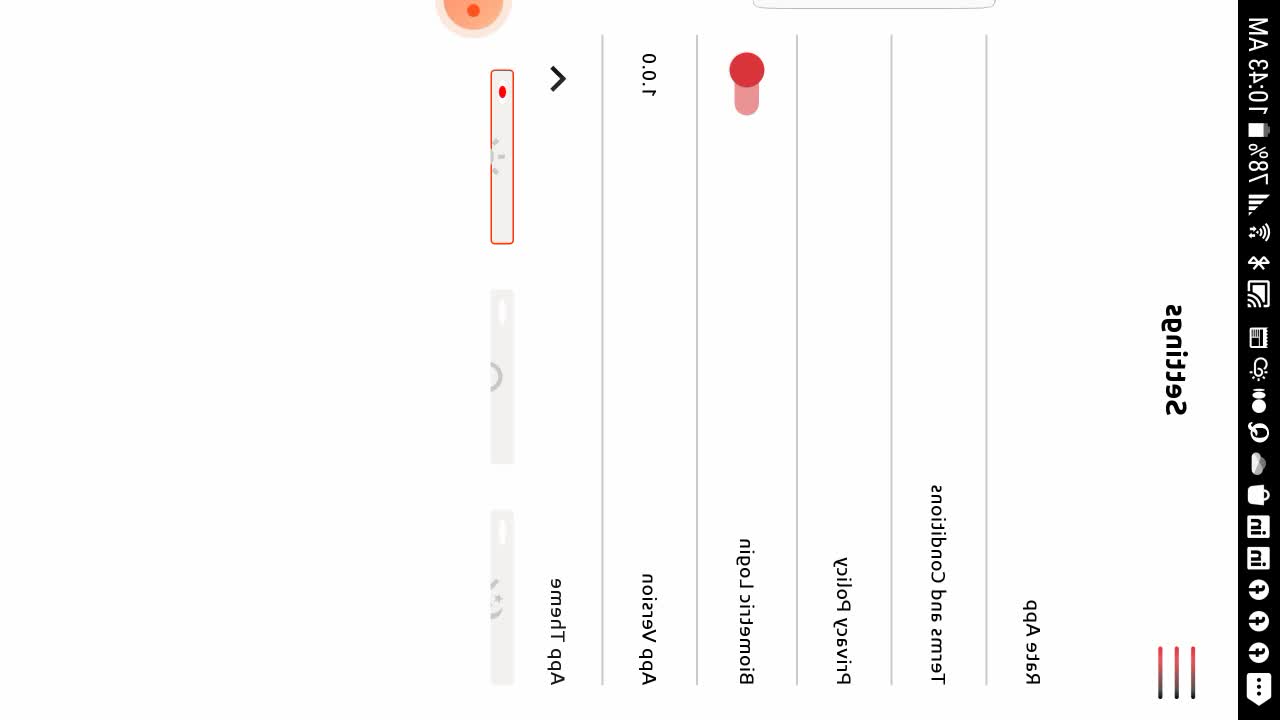 78% 10:43 AM
Settings
Rate App
Terms and Conditions
Privacy Policy
Biometric Login
App Version 1.0.0
App Theme